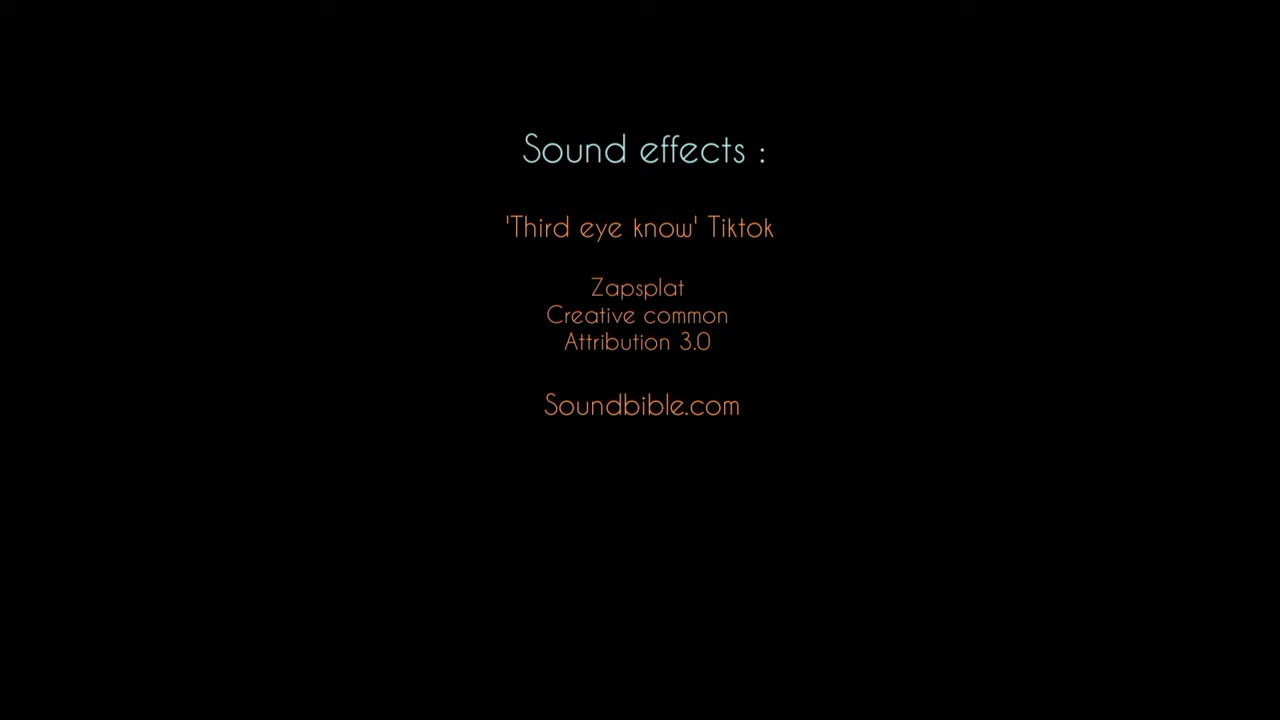 Sound effects :
'Third eye know' Tiktok
Zapsplat
Creative common
Attribution 3.0
Soundbible.com